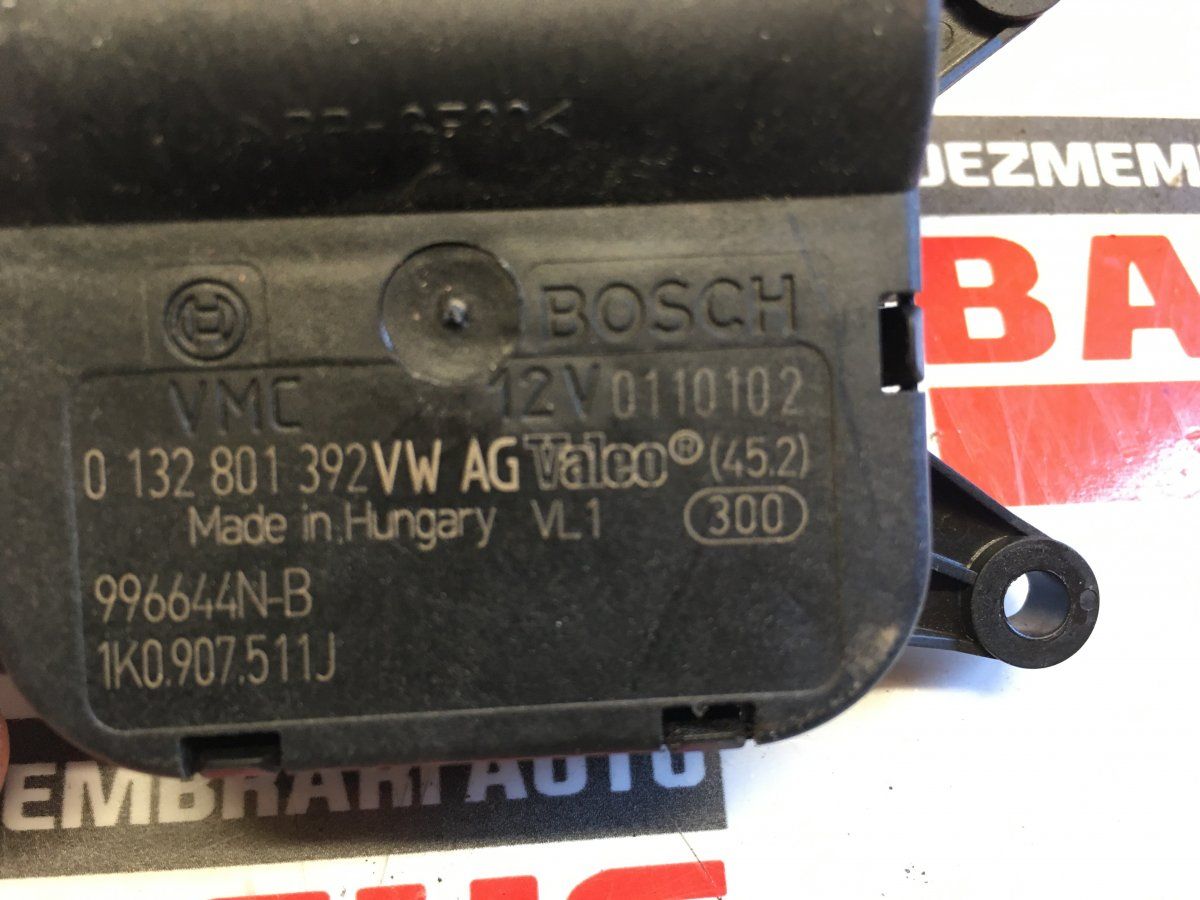 DEZMEM
BA
BOSCH
VMC 12V 0110102
0 132 801 392 VW AG Valeo® (45.2)
Made in Hungary VL1 300
996644N-B
1K0.907.511J
EMBRARI AUTO